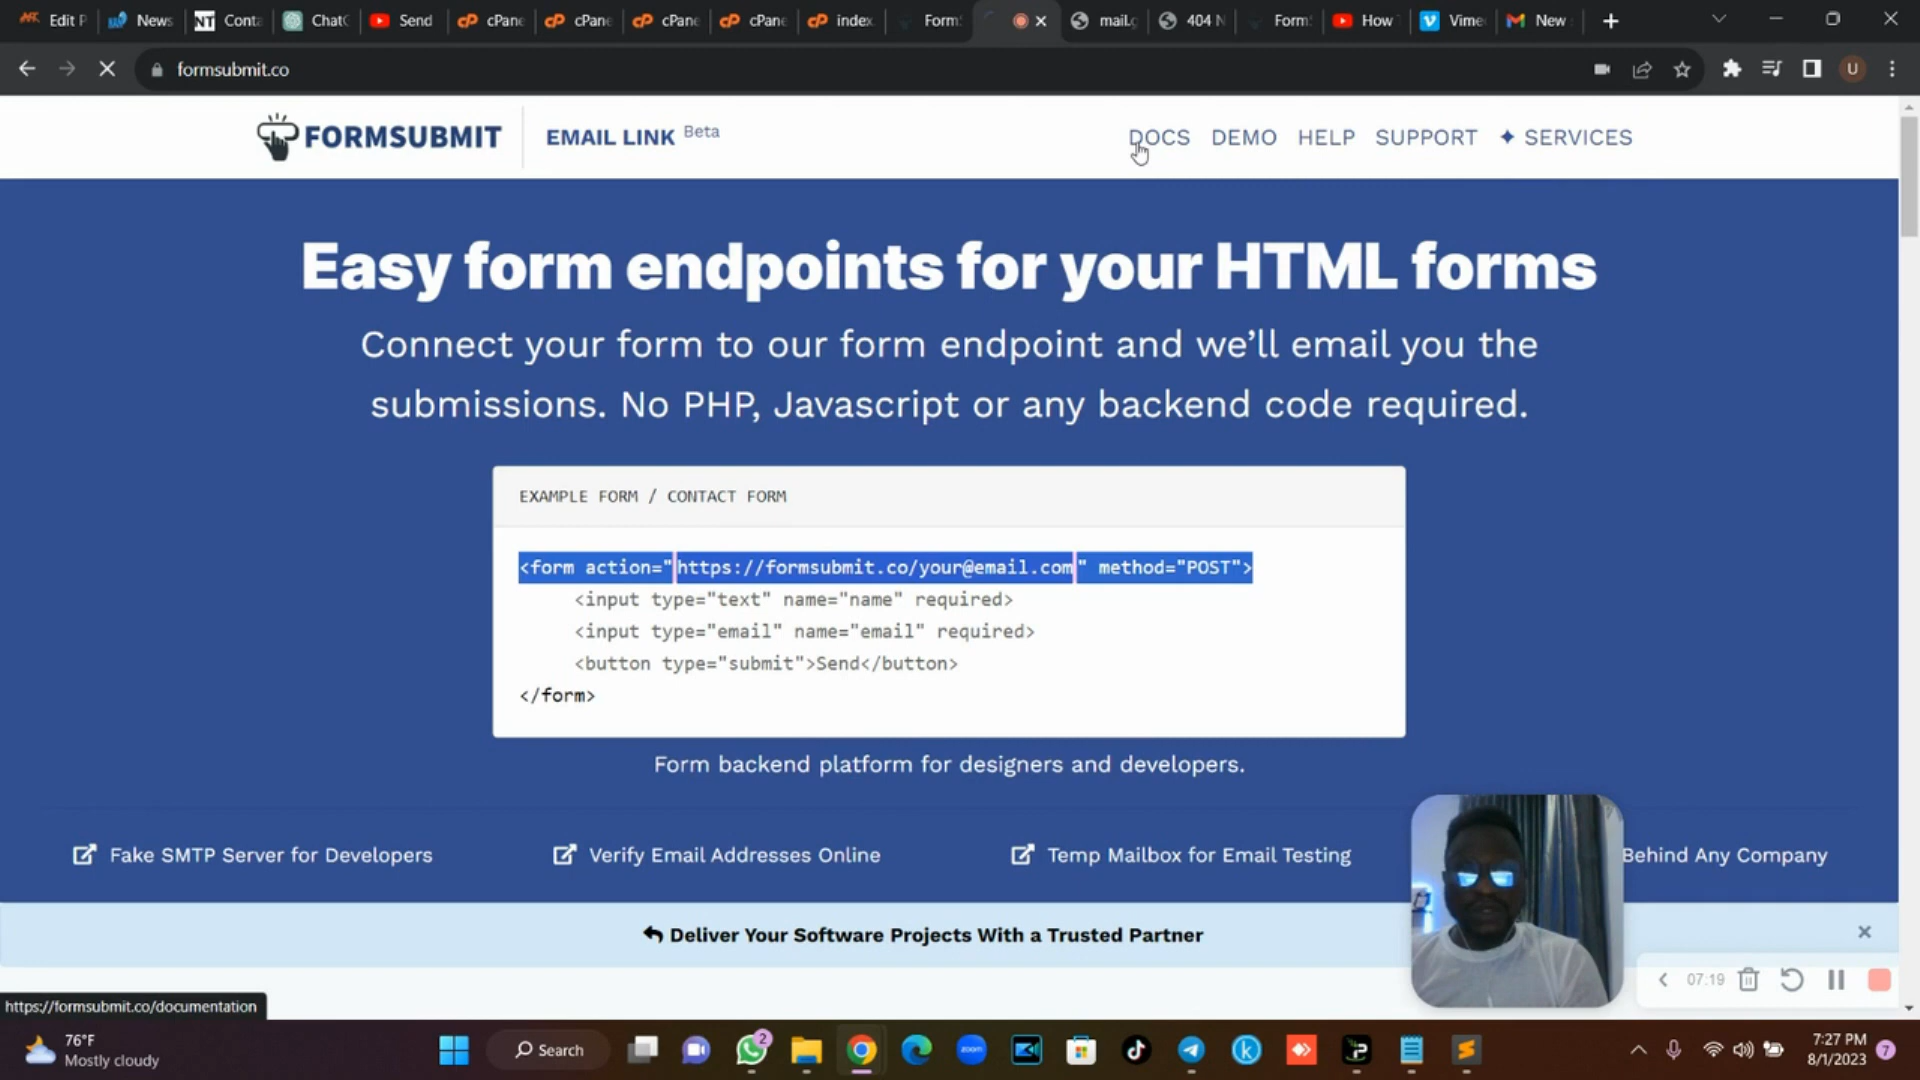 Edit P
News
Conta
ChatG
Send
cPane
cPane
cPane
cPane
index.
Form
mail.g
404 N
Form
How
Vime
New
formsubmit.co
U
FORMSUBMIT
EMAIL LINK Beta
DOCS DEMO HELP SUPPORT ✦ SERVICES
Easy form endpoints for your HTML forms
Connect your form to our form endpoint and we'll email you the
submissions. No PHP, Javascript or any backend code required.
EXAMPLE FORM / CONTACT FORM
<form action="https://formsubmit.co/your@email.com" method="POST">
<input type="text" name="name" required>
<input type="email" name="email" required>
<button type="submit">Send</button>
</form>
Form backend platform for designers and developers.
Fake SMTP Server for Developers
Verify Email Addresses Online
Temp Mailbox for Email Testing
Behind Any Company
Deliver Your Software Projects With a Trusted Partner
07:19
https://formsubmit.co/documentation
76°F
Mostly cloudy
Search
2
zoom
7:27 PM
8/1/2023
7